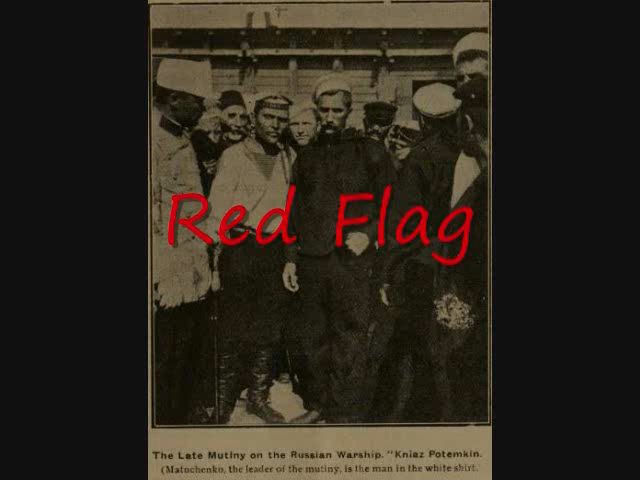 Red Flag
The Late Mutiny on the Russian Warship. "Kniaz Potemkin.
(Matuchenko, the leader of the mutiny, is the man in the white shirt.